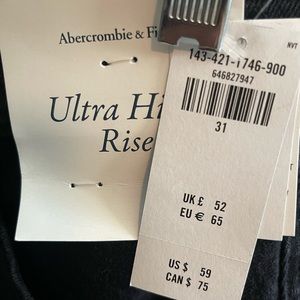 Abercrombie & Fi
Ultra Hi
Rise
143-421-1746-900
646827947
31
UK £ 52
EU € 65
US $ 59
CAN $ 75
NVT